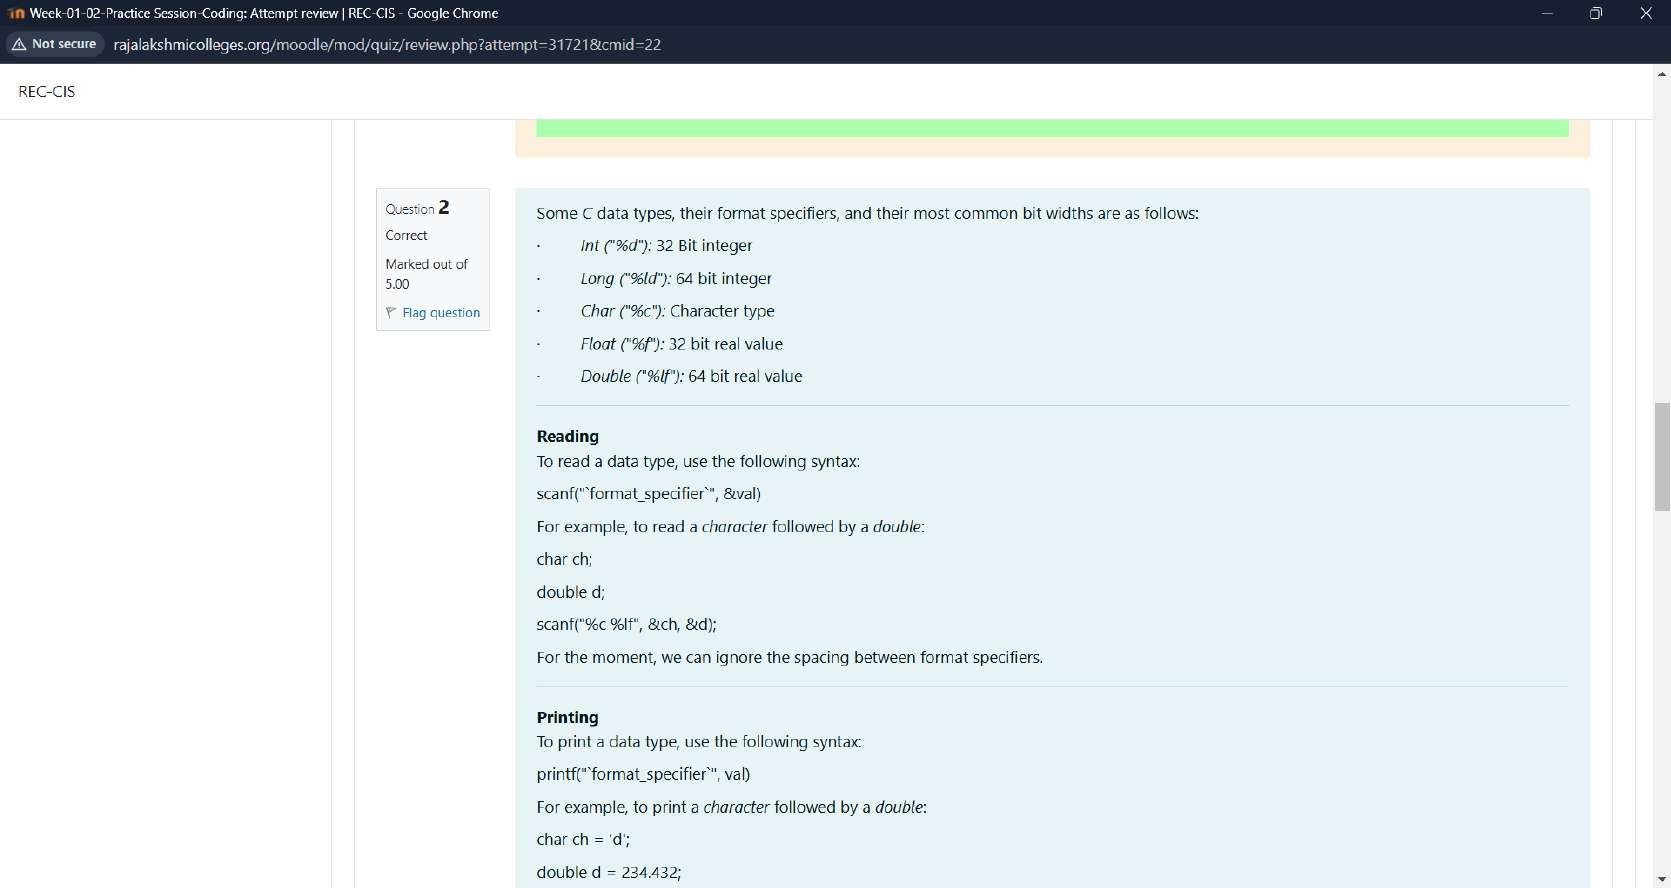 Week-01-02-Practice Session-Coding: Attempt review | REC-CIS - Google Chrome
Not secure rajalakshmicolleges.org/moodle/mod/quiz/review.php?attempt=31721&cmid=22
REC-CIS
Question 2
Correct
Marked out of
5.00
Flag question
Some C data types, their format specifiers, and their most common bit widths are as follows:
· Int ("%d"): 32 Bit integer
· Long ("%ld"): 64 bit integer
· Char ("%c"): Character type
· Float ("%f"): 32 bit real value
· Double ("%lf"): 64 bit real value
Reading
To read a data type, use the following syntax:
scanf("`format_specifier`", &val)
For example, to read a character followed by a double:
char ch;
double d;
scanf("%c %lf", &ch, &d);
For the moment, we can ignore the spacing between format specifiers.
Printing
To print a data type, use the following syntax:
printf("`format_specifier`", val)
For example, to print a character followed by a double:
char ch = 'd';
double d = 234.432;